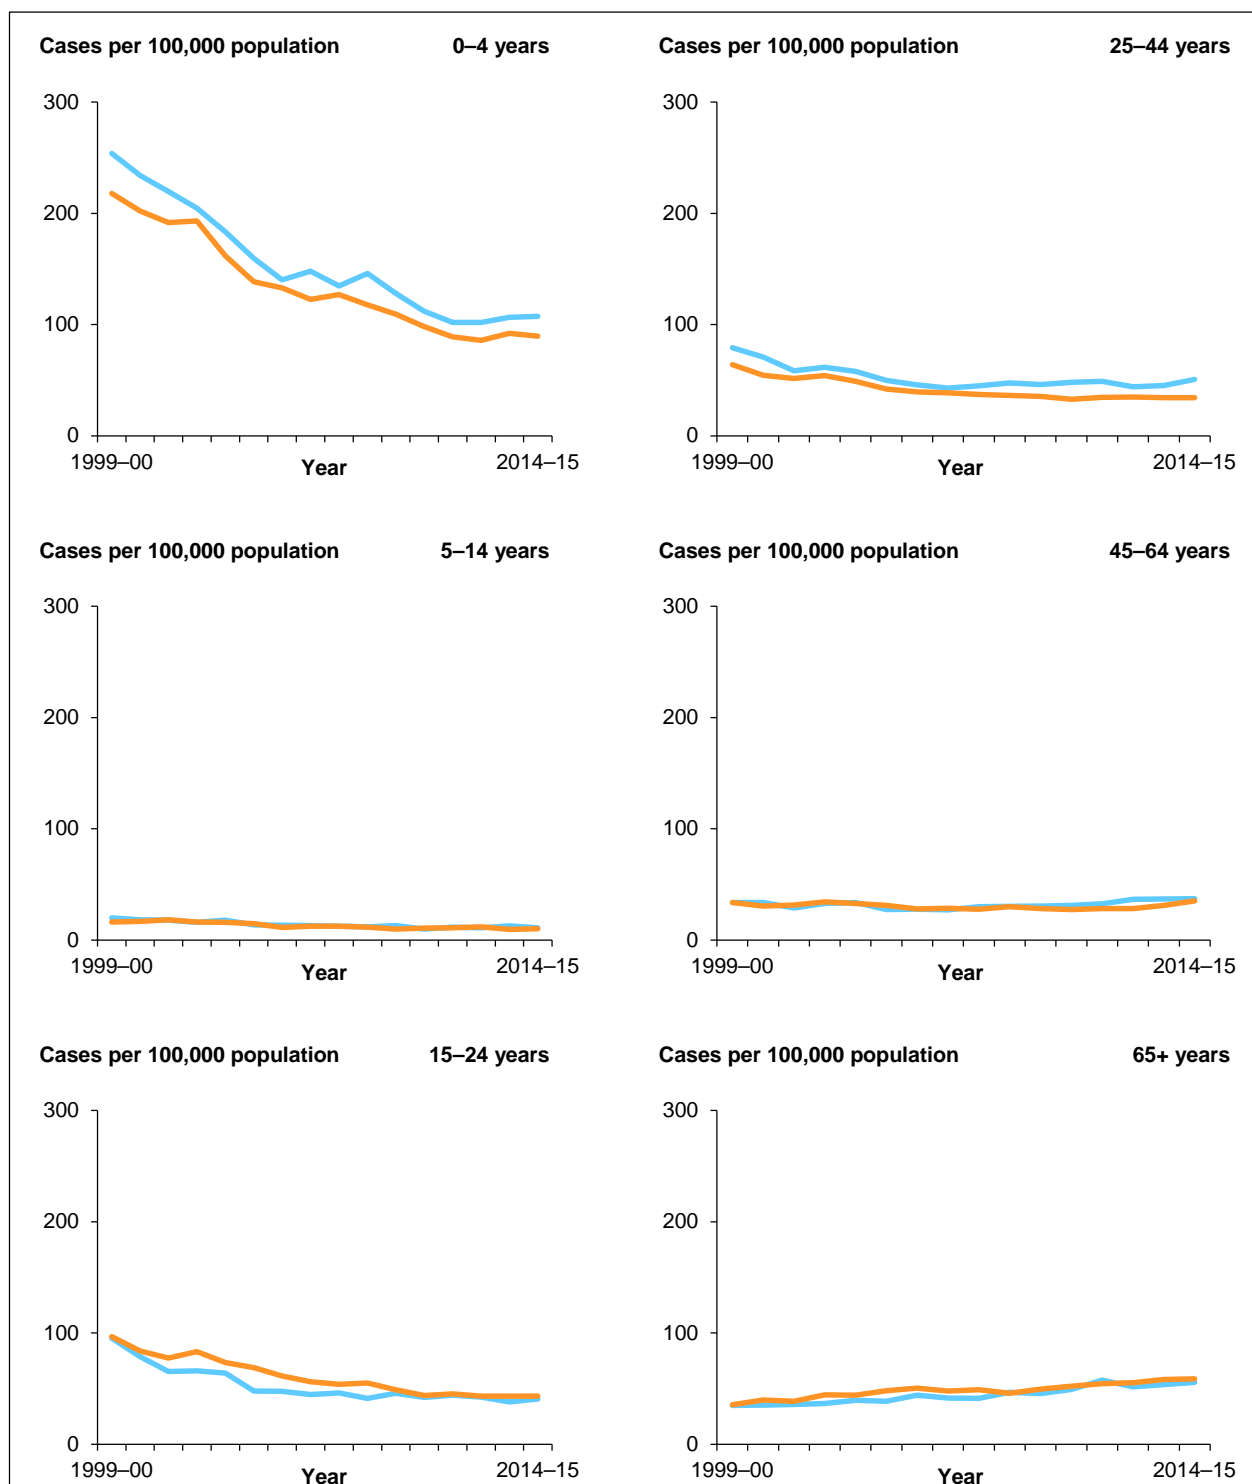 Cases per 100,000 population 0–4 years
300
200
100
0
1999–00 Year 2014–15
Cases per 100,000 population 25–44 years
300
200
100
0
1999–00 Year 2014–15
Cases per 100,000 population 5–14 years
300
200
100
0
1999–00 Year 2014–15
Cases per 100,000 population 45–64 years
300
200
100
0
1999–00 Year 2014–15
Cases per 100,000 population 15–24 years
300
200
100
0
1999–00 Year 2014–15
Cases per 100,000 population 65+ years
300
200
100
0
1999–00 Year 2014–15